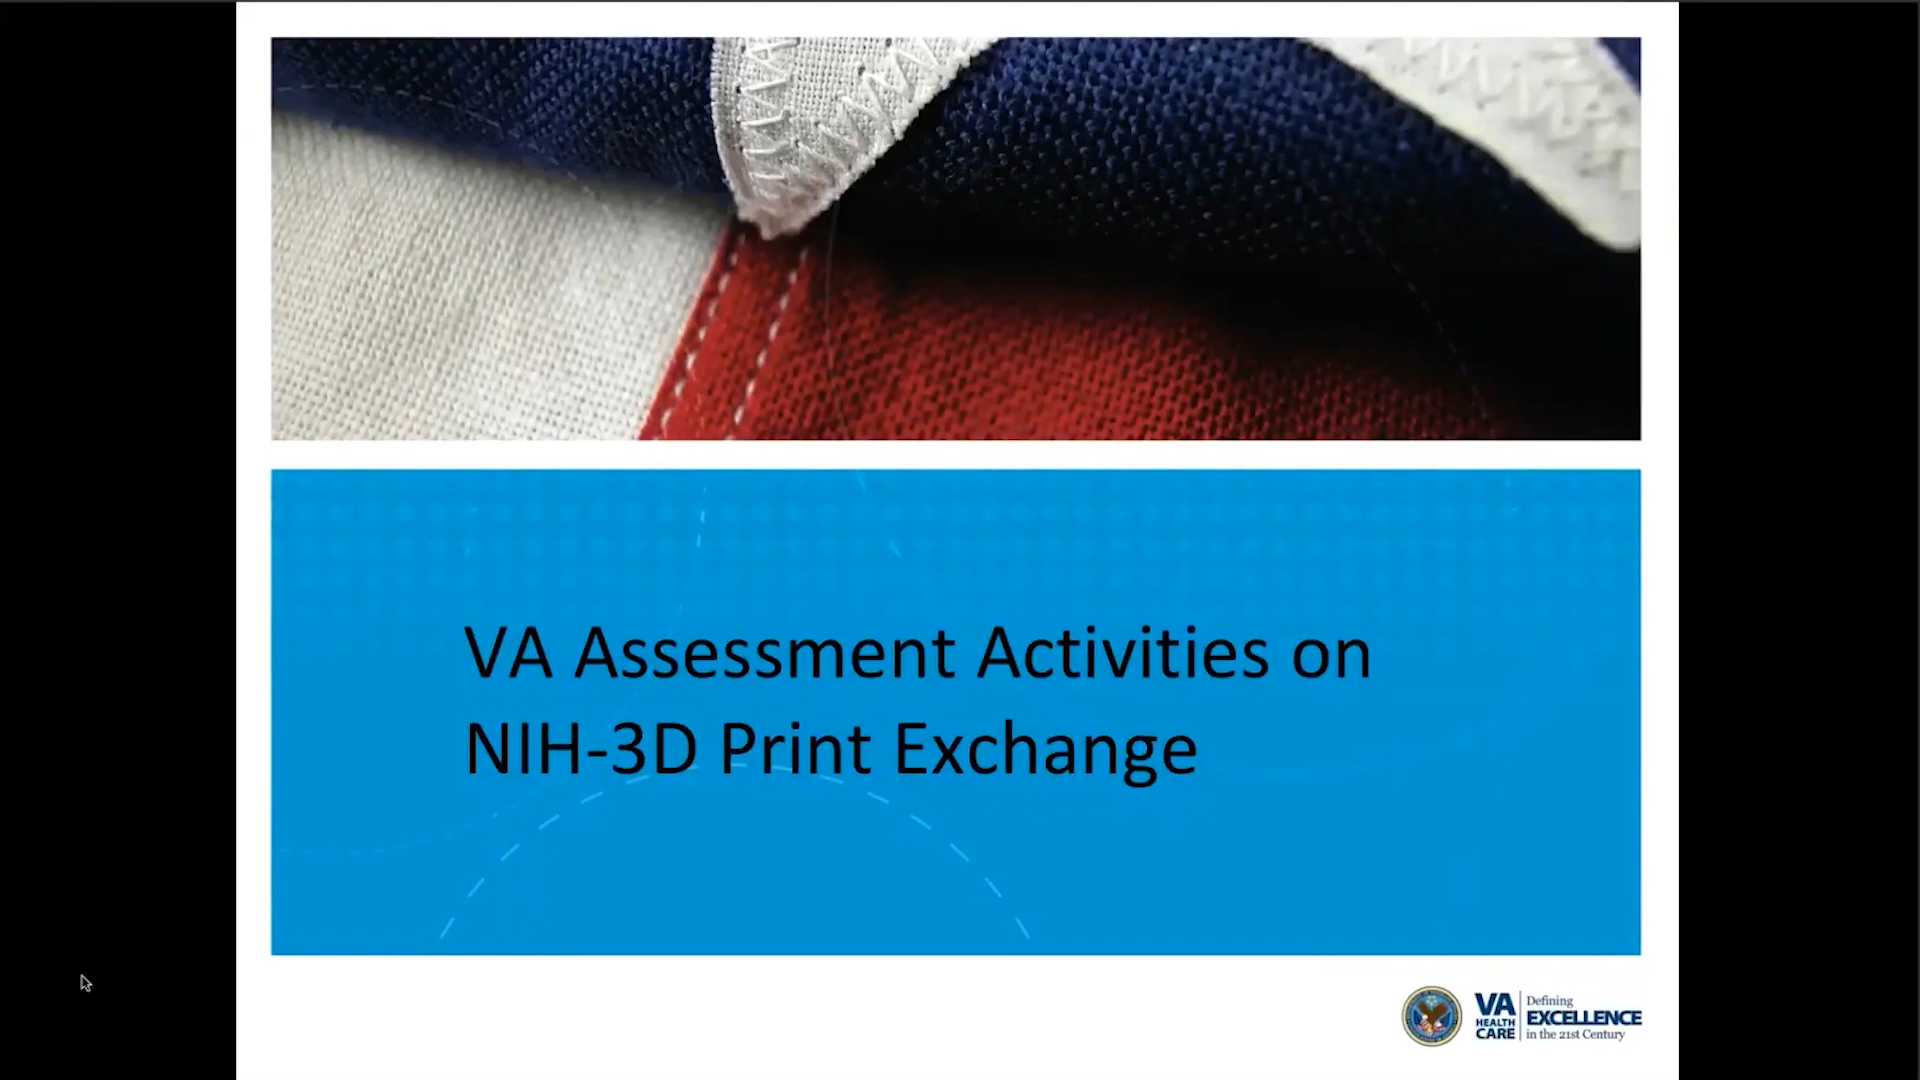 VA Assessment Activities on
NIH-3D Print Exchange
VA
HEALTH
CARE
Defining
EXCELLENCE
in the 21st Century